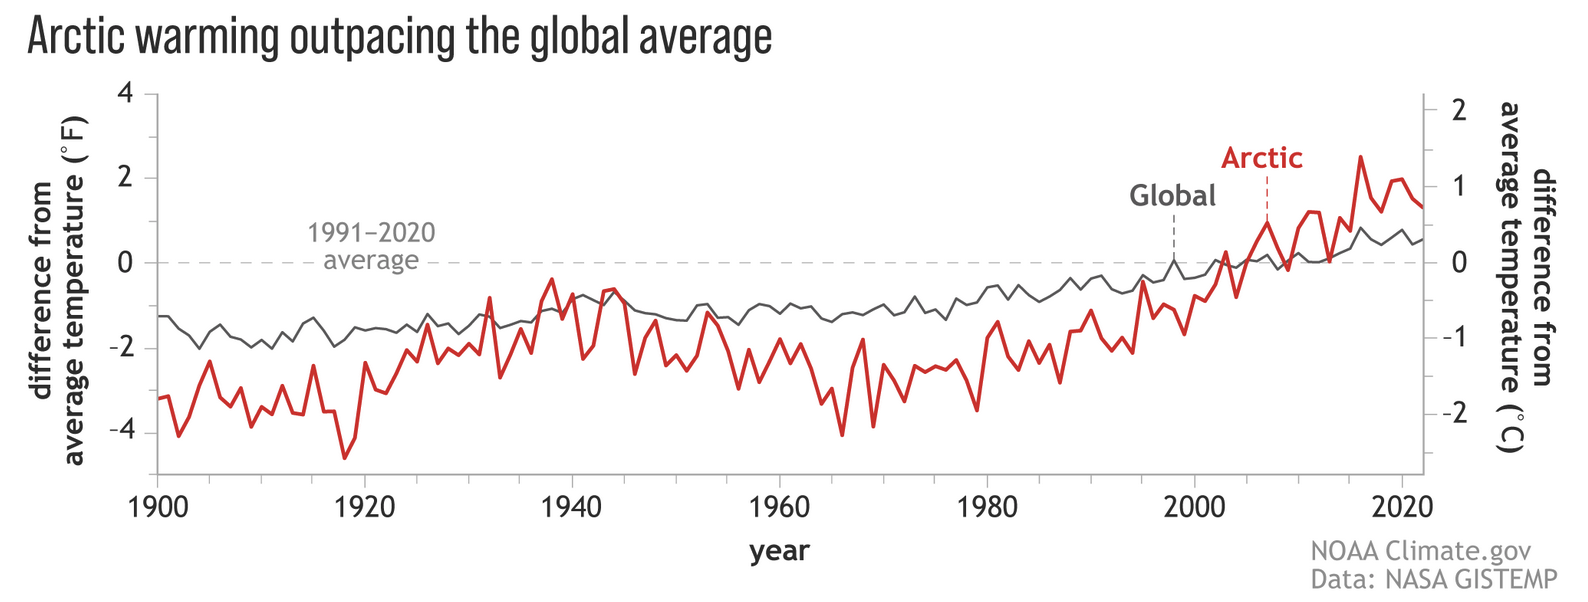 Arctic warming outpacing the global average
difference from
average temperature (°F)
4
2
0
-2
-4
1991–2020
average
Global
Arctic
2
1
0
-1
-2
difference from
average temperature (°C)
1900 1920 1940 1960 1980 2000 2020
year
NOAA Climate.gov
Data: NASA GISTEMP